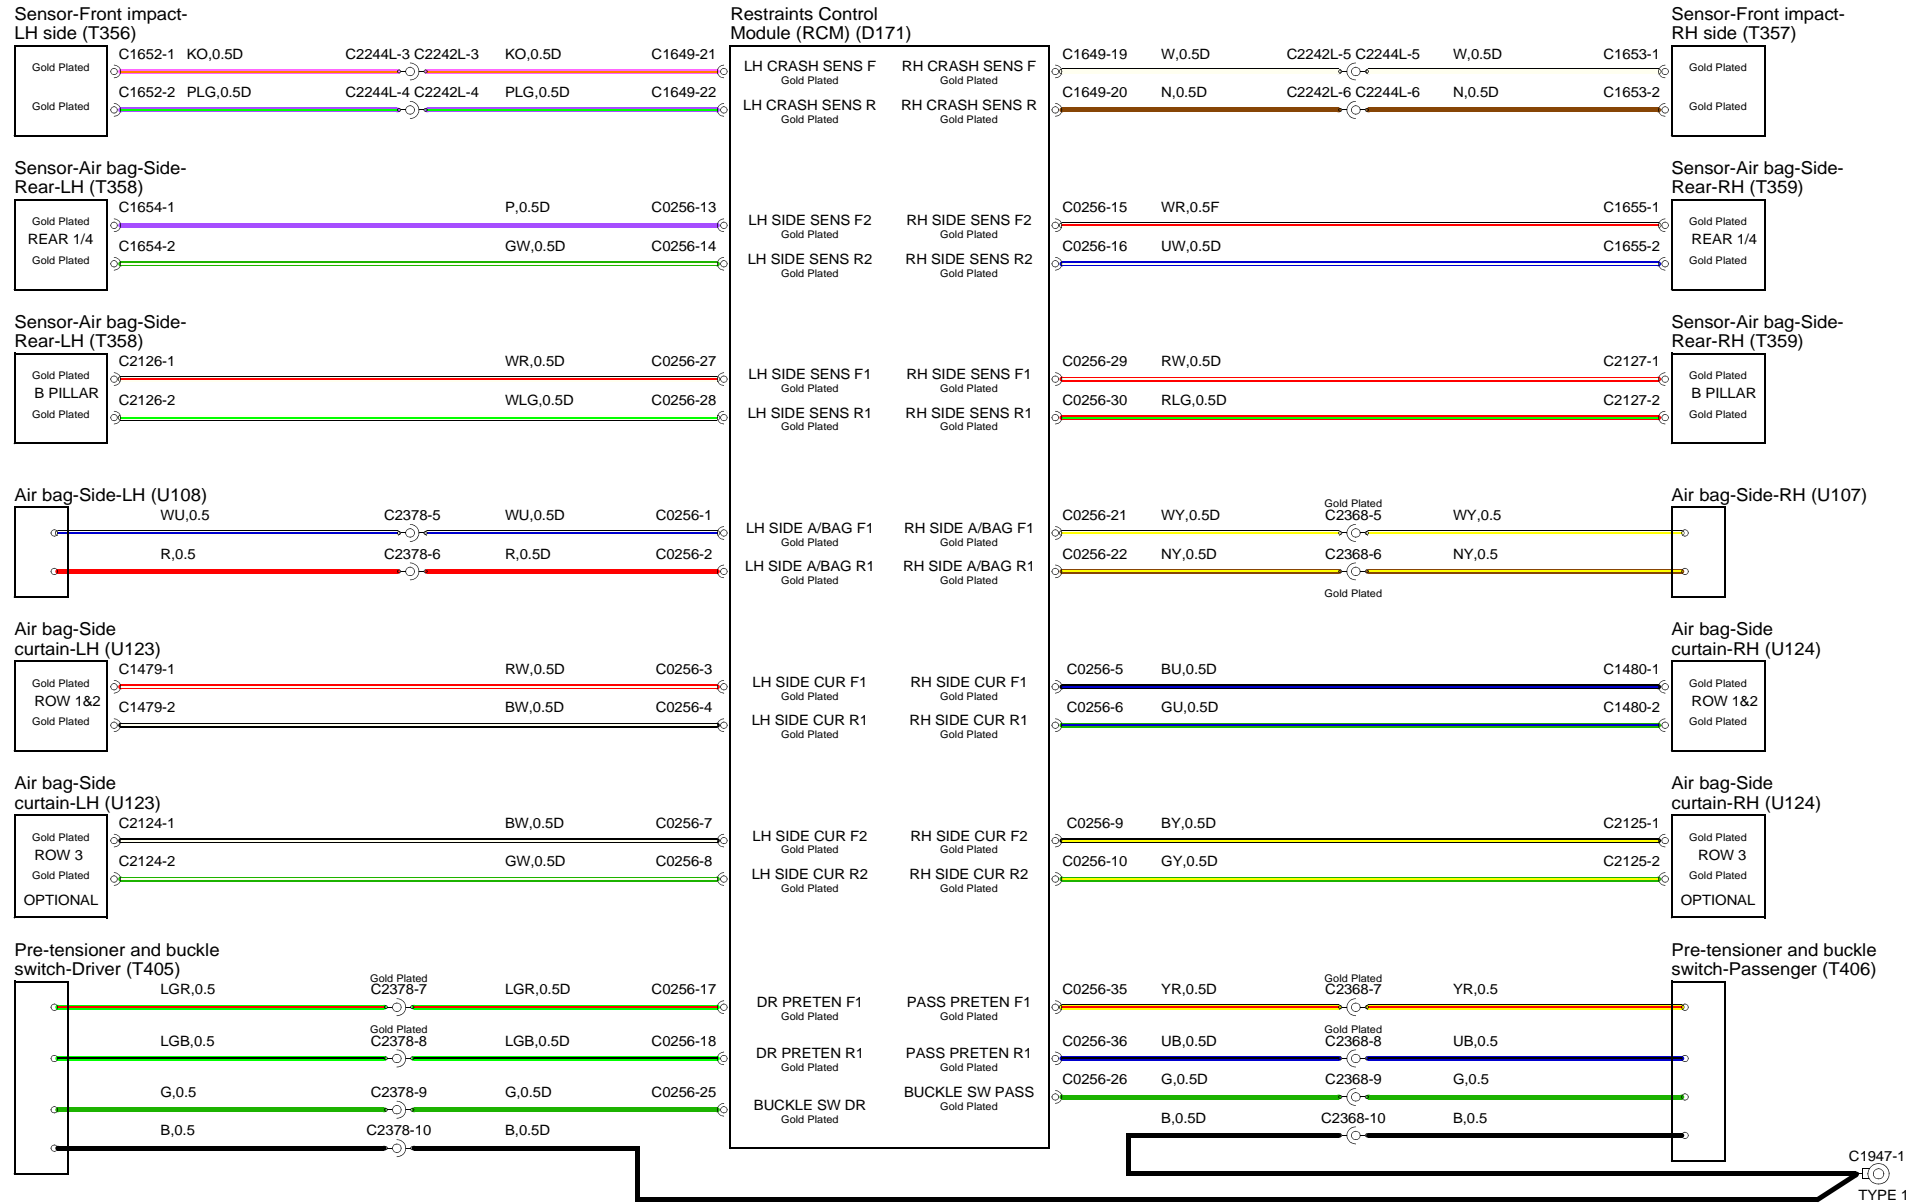 Sensor-Front impact-
LH side (T356)
Restraints Control
Module (RCM) (D171)
Sensor-Front impact-
RH side (T357)
C1652-1 KO,0.5D C2244L-3 C2242L-3 KO,0.5D C1649-21
C1649-19 W,0.5D C2242L-5 C2244L-5 W,0.5D C1653-1
Gold Plated LH CRASH SENS F RH CRASH SENS F Gold Plated
Gold Plated Gold Plated
C1652-2 PLG,0.5D C2244L-4 C2242L-4 PLG,0.5D C1649-22
C1649-20 N,0.5D C2242L-6 C2244L-6 N,0.5D C1653-2
Gold Plated LH CRASH SENS R RH CRASH SENS R Gold Plated
Gold Plated Gold Plated
Sensor-Air bag-Side-
Rear-LH (T358)
Sensor-Air bag-Side-
Rear-RH (T359)
C1654-1 P,0.5D C0256-13 C0256-15 WR,0.5F C1655-1
Gold Plated LH SIDE SENS F2 RH SIDE SENS F2 Gold Plated
Gold Plated Gold Plated
REAR 1/4 REAR 1/4
C1654-2 GW,0.5D C0256-14 C0256-16 UW,0.5D C1655-2
Gold Plated LH SIDE SENS R2 RH SIDE SENS R2 Gold Plated
Gold Plated Gold Plated
Sensor-Air bag-Side-
Rear-LH (T358)
Sensor-Air bag-Side-
Rear-RH (T359)
C2126-1 WR,0.5D C0256-27 C0256-29 RW,0.5D C2127-1
Gold Plated LH SIDE SENS F1 RH SIDE SENS F1 Gold Plated
Gold Plated Gold Plated
B PILLAR B PILLAR
C2126-2 WLG,0.5D C0256-28 C0256-30 RLG,0.5D C2127-2
Gold Plated LH SIDE SENS R1 RH SIDE SENS R1 Gold Plated
Gold Plated Gold Plated
Air bag-Side-LH (U108) Air bag-Side-RH (U107)
Gold Plated
WU,0.5 C2378-5 WU,0.5D C0256-1 C0256-21 WY,0.5D C2368-5 WY,0.5
LH SIDE A/BAG F1 RH SIDE A/BAG F1
Gold Plated Gold Plated
R,0.5 C2378-6 R,0.5D C0256-2 C0256-22 NY,0.5D C2368-6 NY,0.5
LH SIDE A/BAG R1 RH SIDE A/BAG R1
Gold Plated Gold Plated
Gold Plated
Air bag-Side
curtain-LH (U123)
Air bag-Side
curtain-RH (U124)
C1479-1 RW,0.5D C0256-3 C0256-5 BU,0.5D C1480-1
Gold Plated LH SIDE CUR F1 RH SIDE CUR F1 Gold Plated
Gold Plated Gold Plated
ROW 1&2 ROW 1&2
C1479-2 BW,0.5D C0256-4 C0256-6 GU,0.5D C1480-2
Gold Plated LH SIDE CUR R1 RH SIDE CUR R1 Gold Plated
Gold Plated Gold Plated
Air bag-Side
curtain-LH (U123)
Air bag-Side
curtain-RH (U124)
C2124-1 BW,0.5D C0256-7 C0256-9 BY,0.5D C2125-1
Gold Plated LH SIDE CUR F2 RH SIDE CUR F2 Gold Plated
Gold Plated Gold Plated
ROW 3 ROW 3
C2124-2 GW,0.5D C0256-8 C0256-10 GY,0.5D C2125-2
Gold Plated LH SIDE CUR R2 RH SIDE CUR R2 Gold Plated
Gold Plated Gold Plated
OPTIONAL OPTIONAL
Pre-tensioner and buckle
switch-Driver (T405)
Pre-tensioner and buckle
switch-Passenger (T406)
Gold Plated Gold Plated
LGR,0.5 C2378-7 LGR,0.5D C0256-17 C0256-35 YR,0.5D C2368-7 YR,0.5
DR PRETEN F1 PASS PRETEN F1
Gold Plated Gold Plated
Gold Plated Gold Plated
LGB,0.5 C2378-8 LGB,0.5D C0256-18 C0256-36 UB,0.5D C2368-8 UB,0.5
DR PRETEN R1 PASS PRETEN R1
Gold Plated Gold Plated
C0256-26 G,0.5D C2368-9 G,0.5
G,0.5 C2378-9 G,0.5D C0256-25
BUCKLE SW PASS
Gold Plated
BUCKLE SW DR
Gold Plated
B,0.5D C2368-10 B,0.5
B,0.5 C2378-10 B,0.5D
C1947-1
TYPE 1